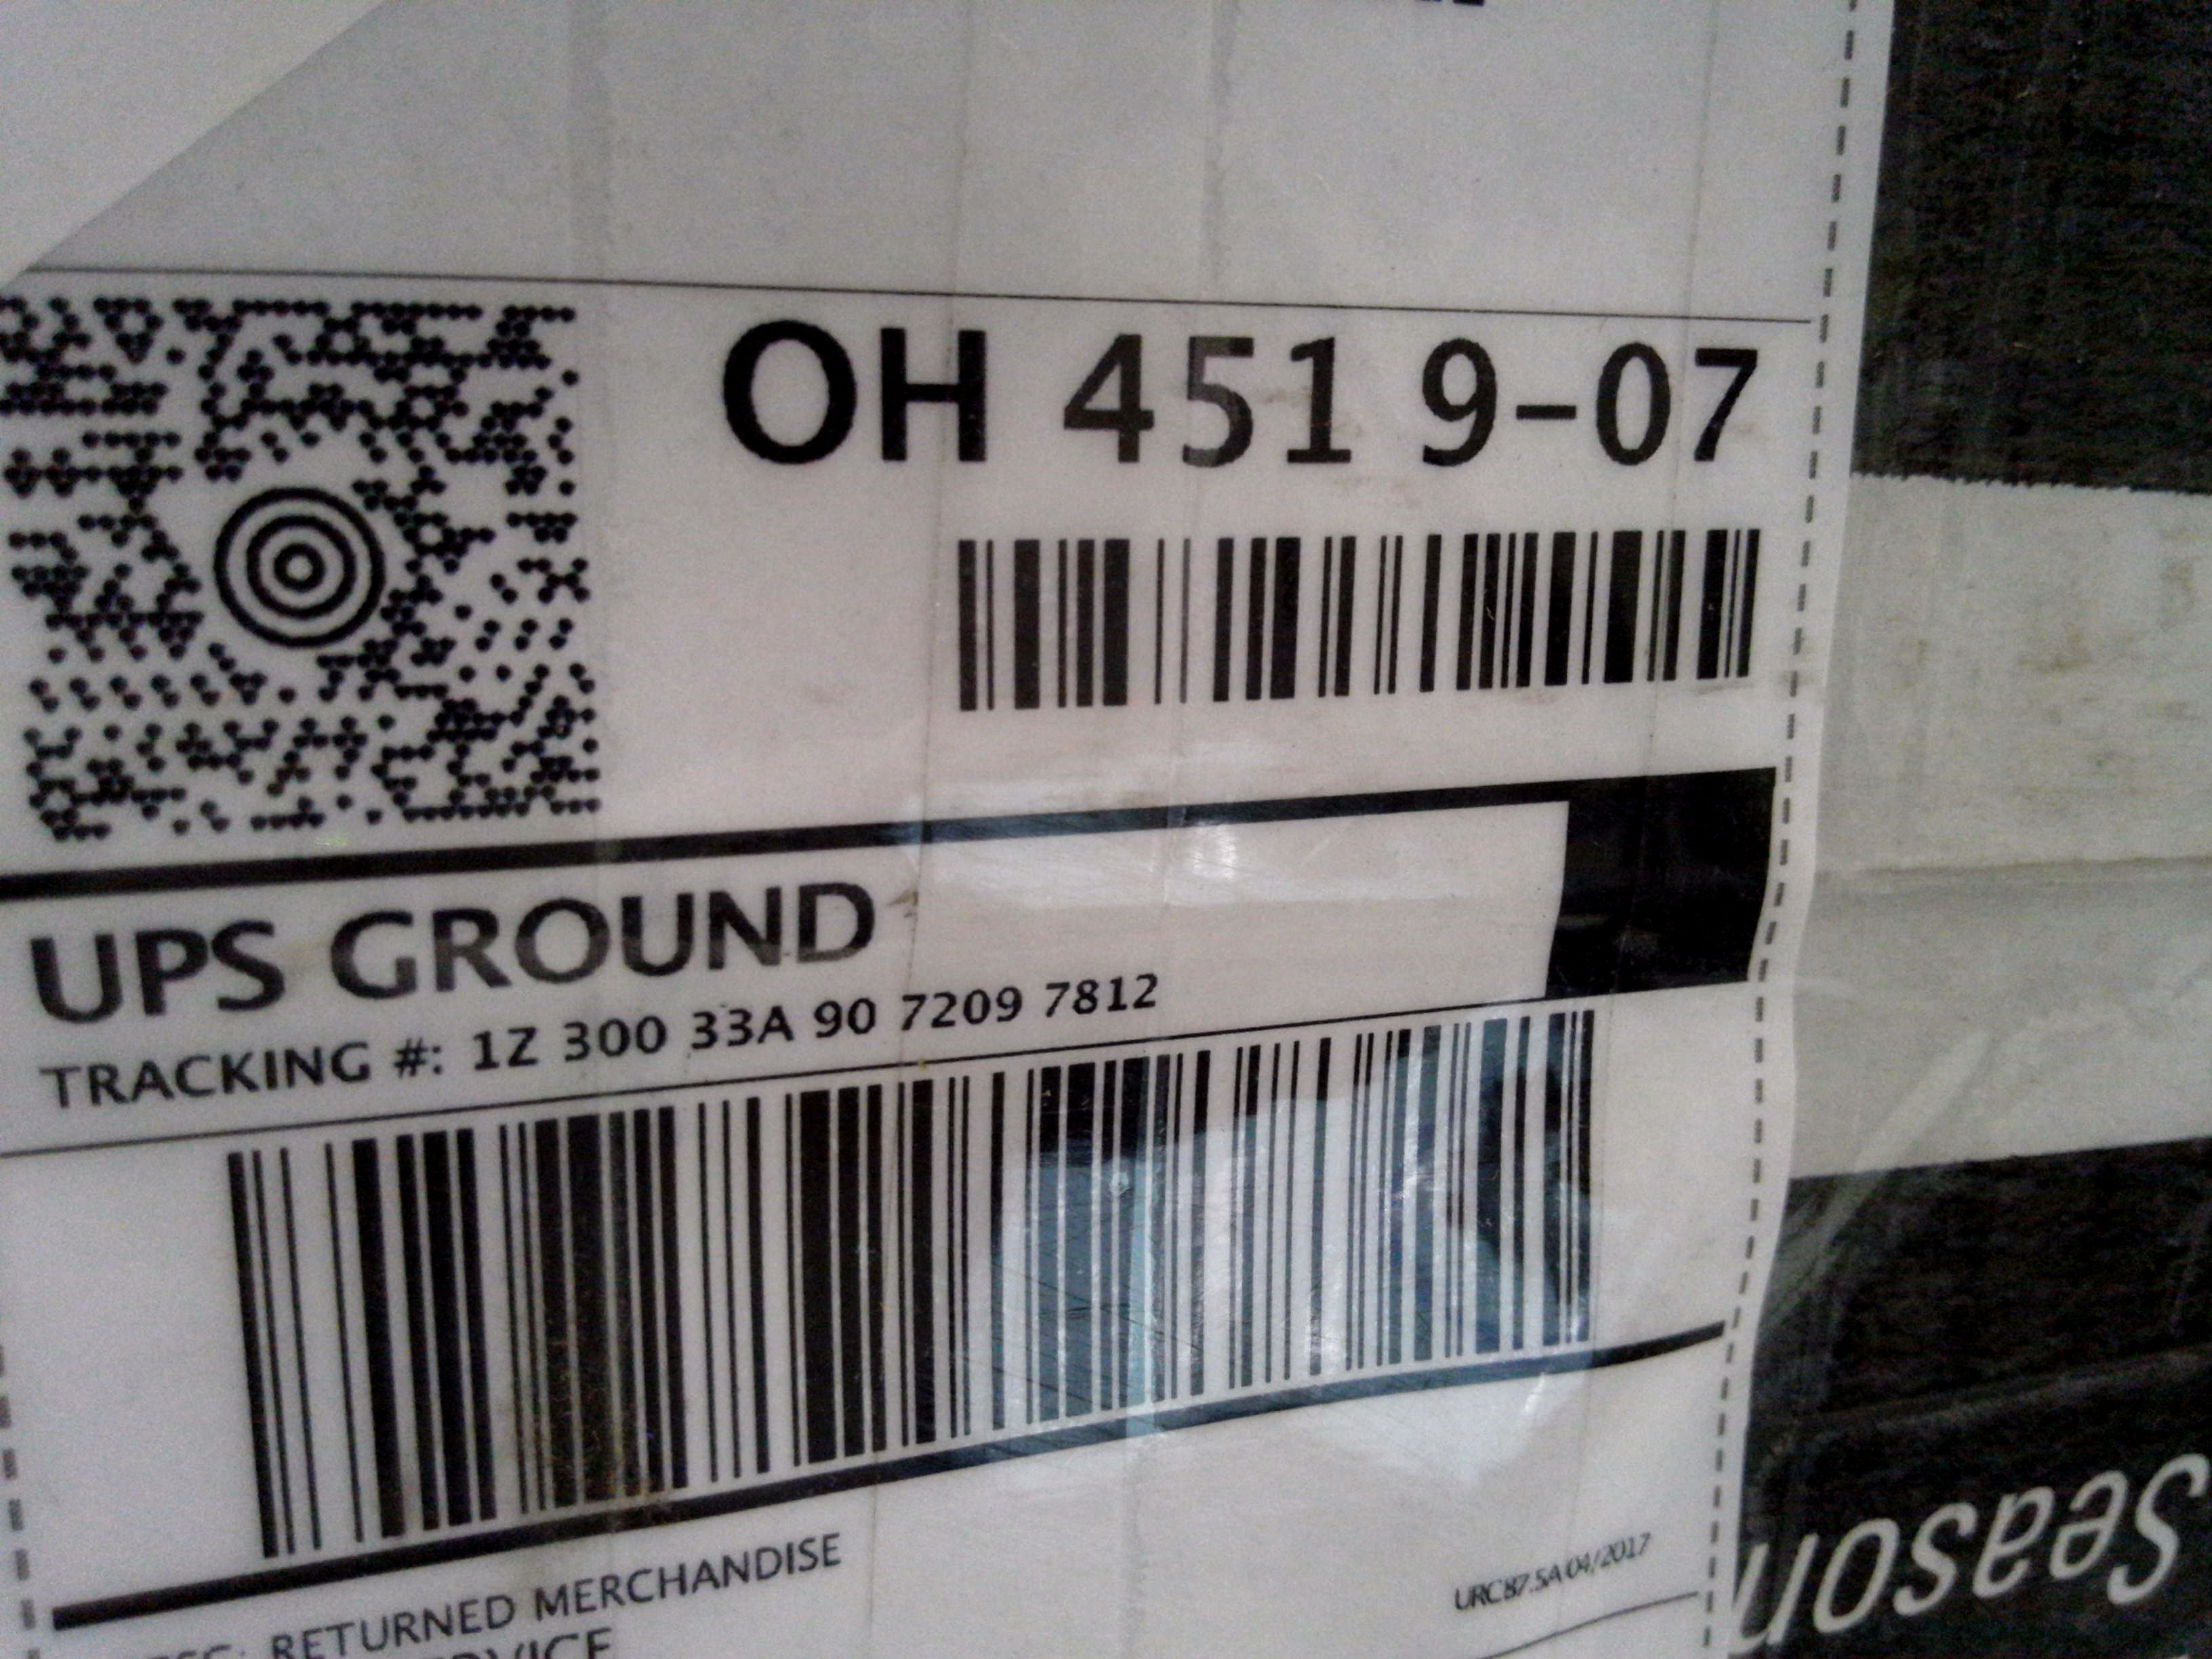 OH 451 9-07
UPS GROUND
TRACKING #: 1Z 300 33A 90 7209 7812
RETURNED MERCHANDISE
URC87.5A 04/2017
Season